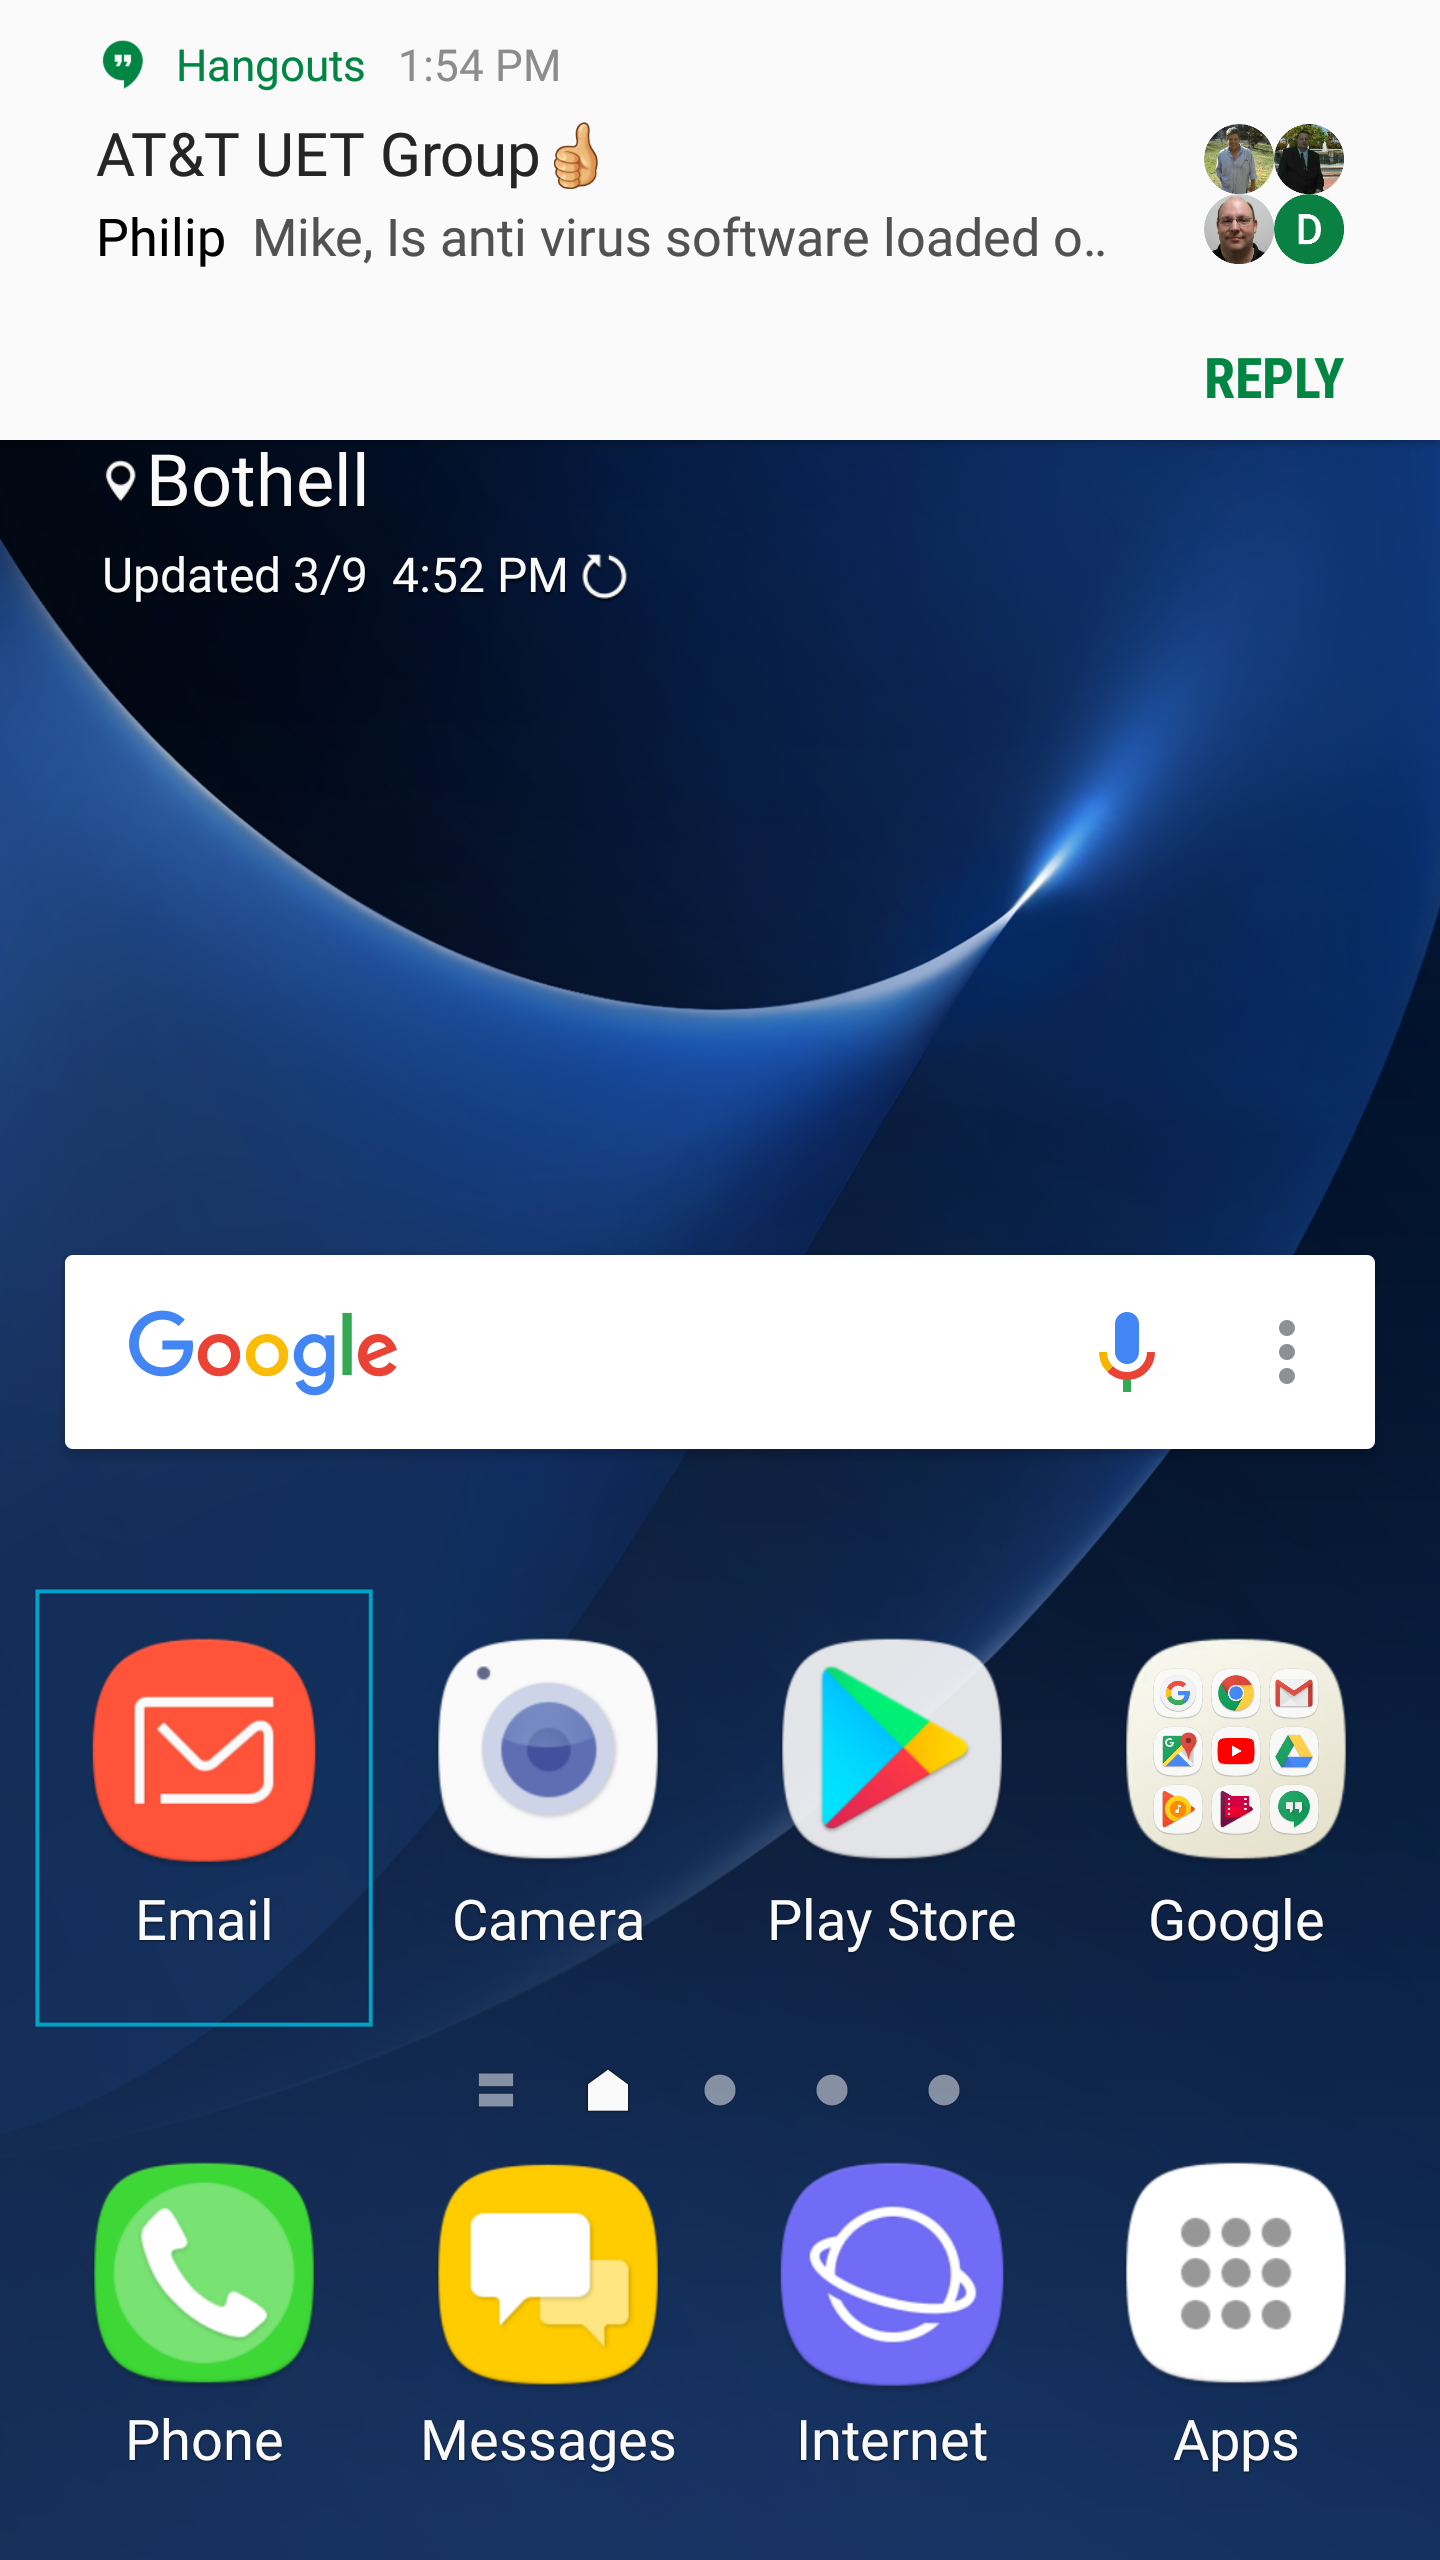 Hangouts 1:54 PM
AT&T UET Group👍
Philip Mike, Is anti virus software loaded o..
D
REPLY
Bothell
Updated 3/9 4:52 PM
Google
Email Camera Play Store Google
Phone Messages Internet Apps